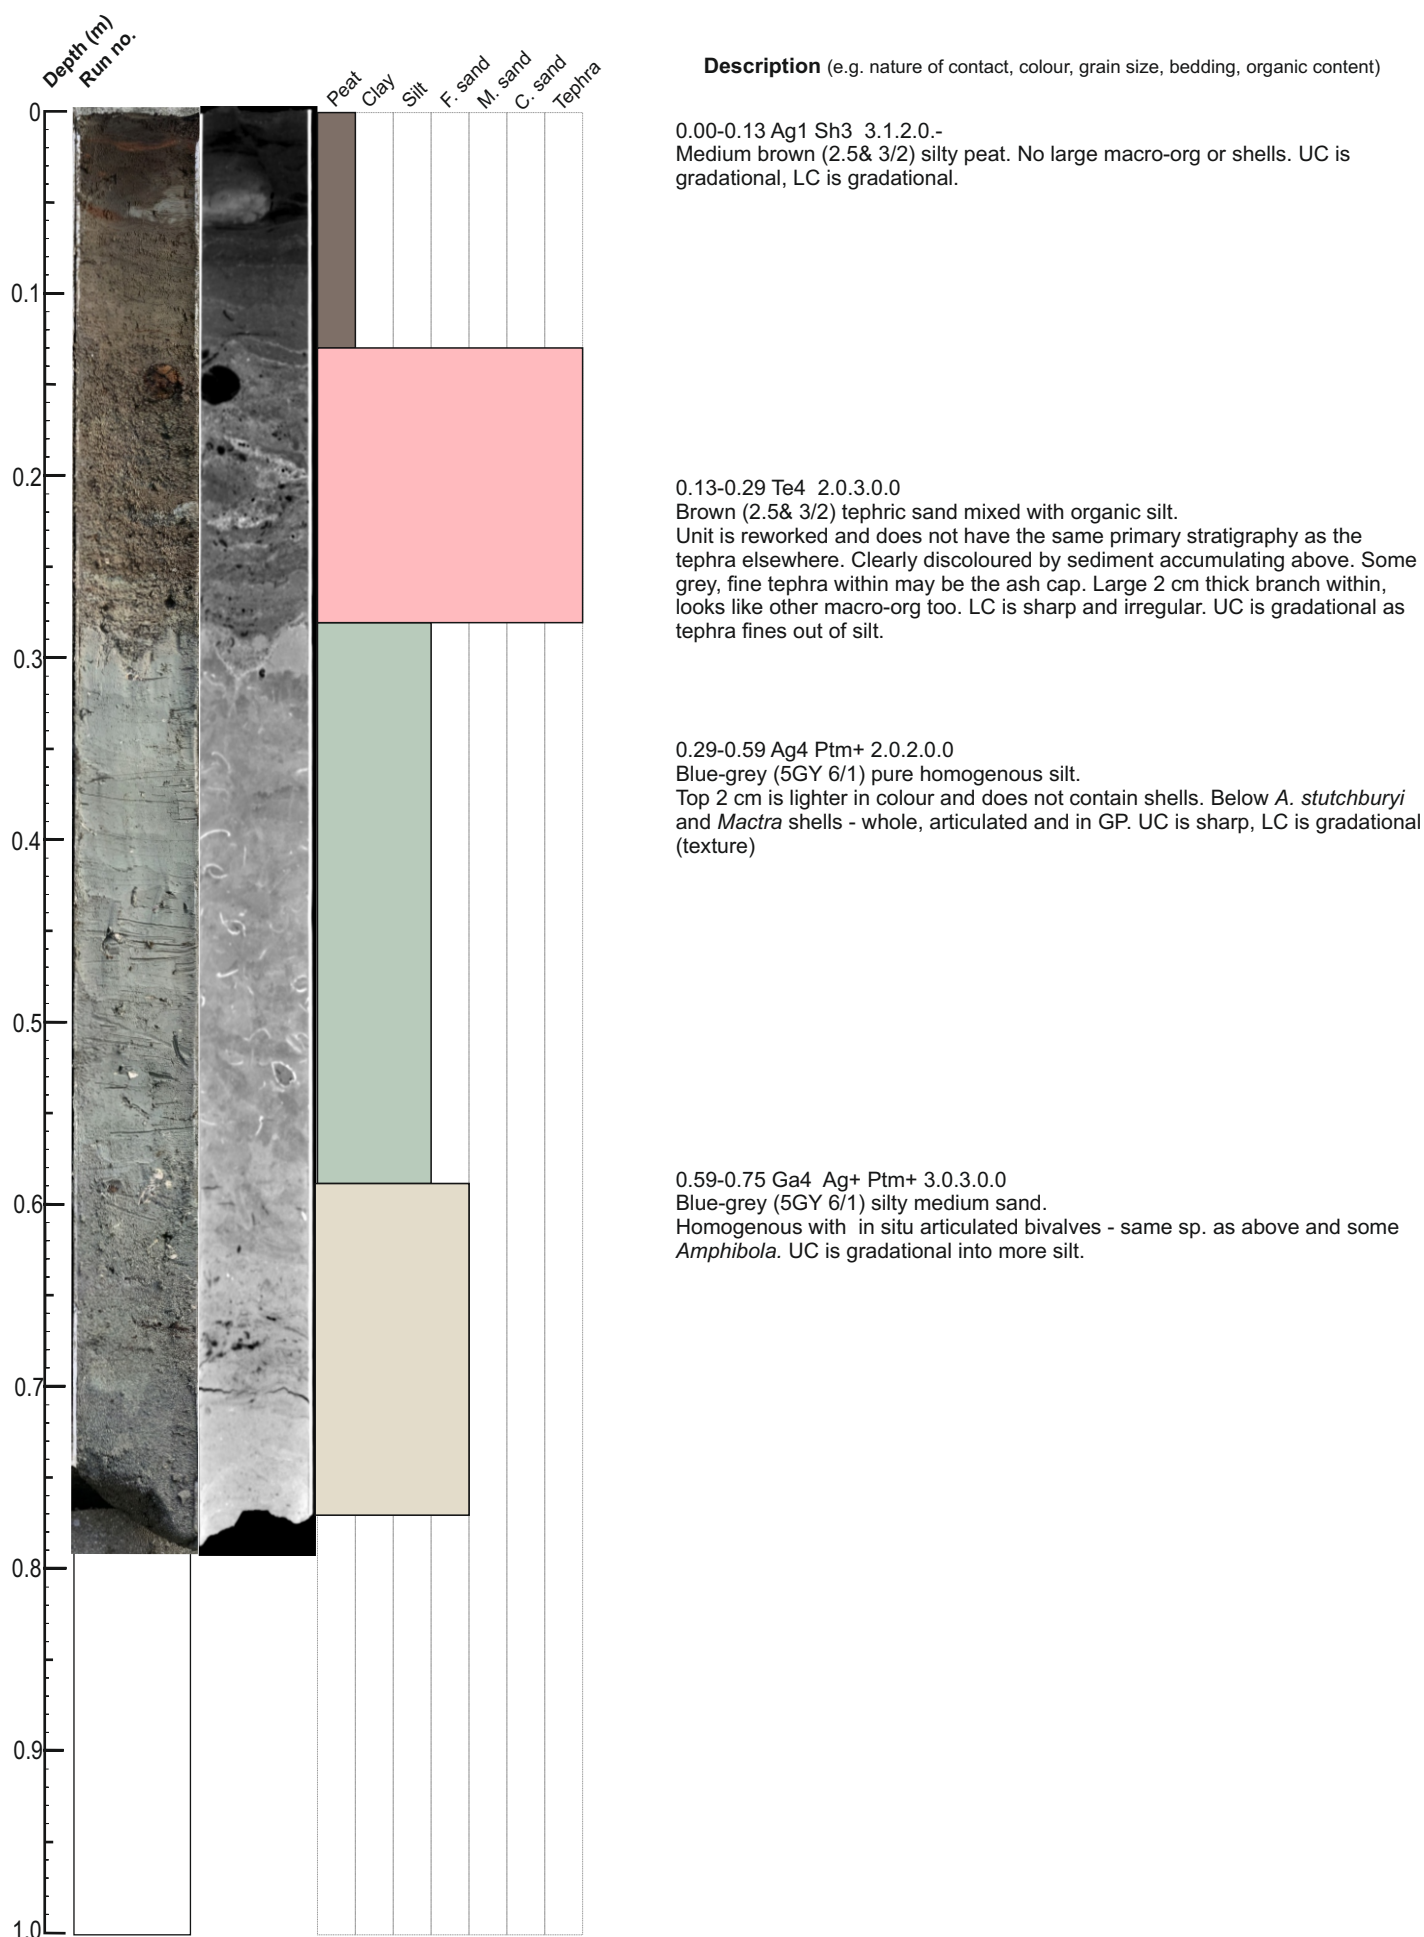 Depth (m)
Run no.
Peat
Clay
Silt
F. sand
M. sand
C. sand
Tephra
Description (e.g. nature of contact, colour, grain size, bedding, organic content)
0
0.00-0.13 Ag1 Sh3 3.1.2.0.-
Medium brown (2.5& 3/2) silty peat. No large macro-org or shells. UC is
gradational, LC is gradational.
0.1
0.2
0.13-0.29 Te4 2.0.3.0.0
Brown (2.5& 3/2) tephric sand mixed with organic silt.
Unit is reworked and does not have the same primary stratigraphy as the
tephra elsewhere. Clearly discoloured by sediment accumulating above. Some
grey, fine tephra within may be the ash cap. Large 2 cm thick branch within,
looks like other macro-org too. LC is sharp and irregular. UC is gradational as
tephra fines out of silt.
0.3
0.29-0.59 Ag4 Ptm+ 2.0.2.0.0
Blue-grey (5GY 6/1) pure homogenous silt.
Top 2 cm is lighter in colour and does not contain shells. Below A. stutchburyi
and Mactra shells - whole, articulated and in GP. UC is sharp, LC is gradational
(texture)
0.4
0.5
0.59-0.75 Ga4 Ag+ Ptm+ 3.0.3.0.0
Blue-grey (5GY 6/1) silty medium sand.
Homogenous with in situ articulated bivalves - same sp. as above and some
Amphibola. UC is gradational into more silt.
0.6
0.7
0.8
0.9
1.0